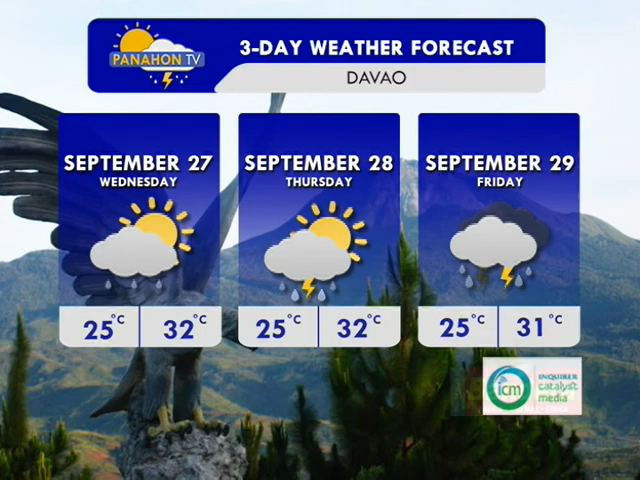 PANAHON TV
3-DAY WEATHER FORECAST
DAVAO
SEPTEMBER 27
WEDNESDAY
25°C
32°C
SEPTEMBER 28
THURSDAY
25°C
32°C
SEPTEMBER 29
FRIDAY
25°C
31°C
icm
INQUIRER
catalyst
media